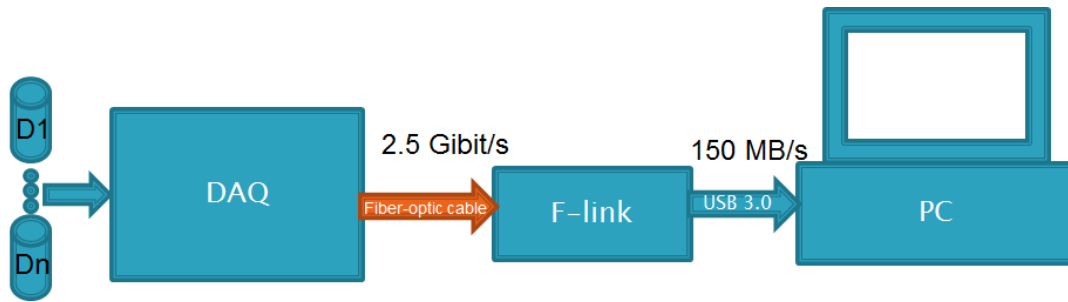 D1
Dn
DAQ
2.5 Gibit/s
Fiber-optic cable
F-link
150 MB/s
USB 3.0
PC